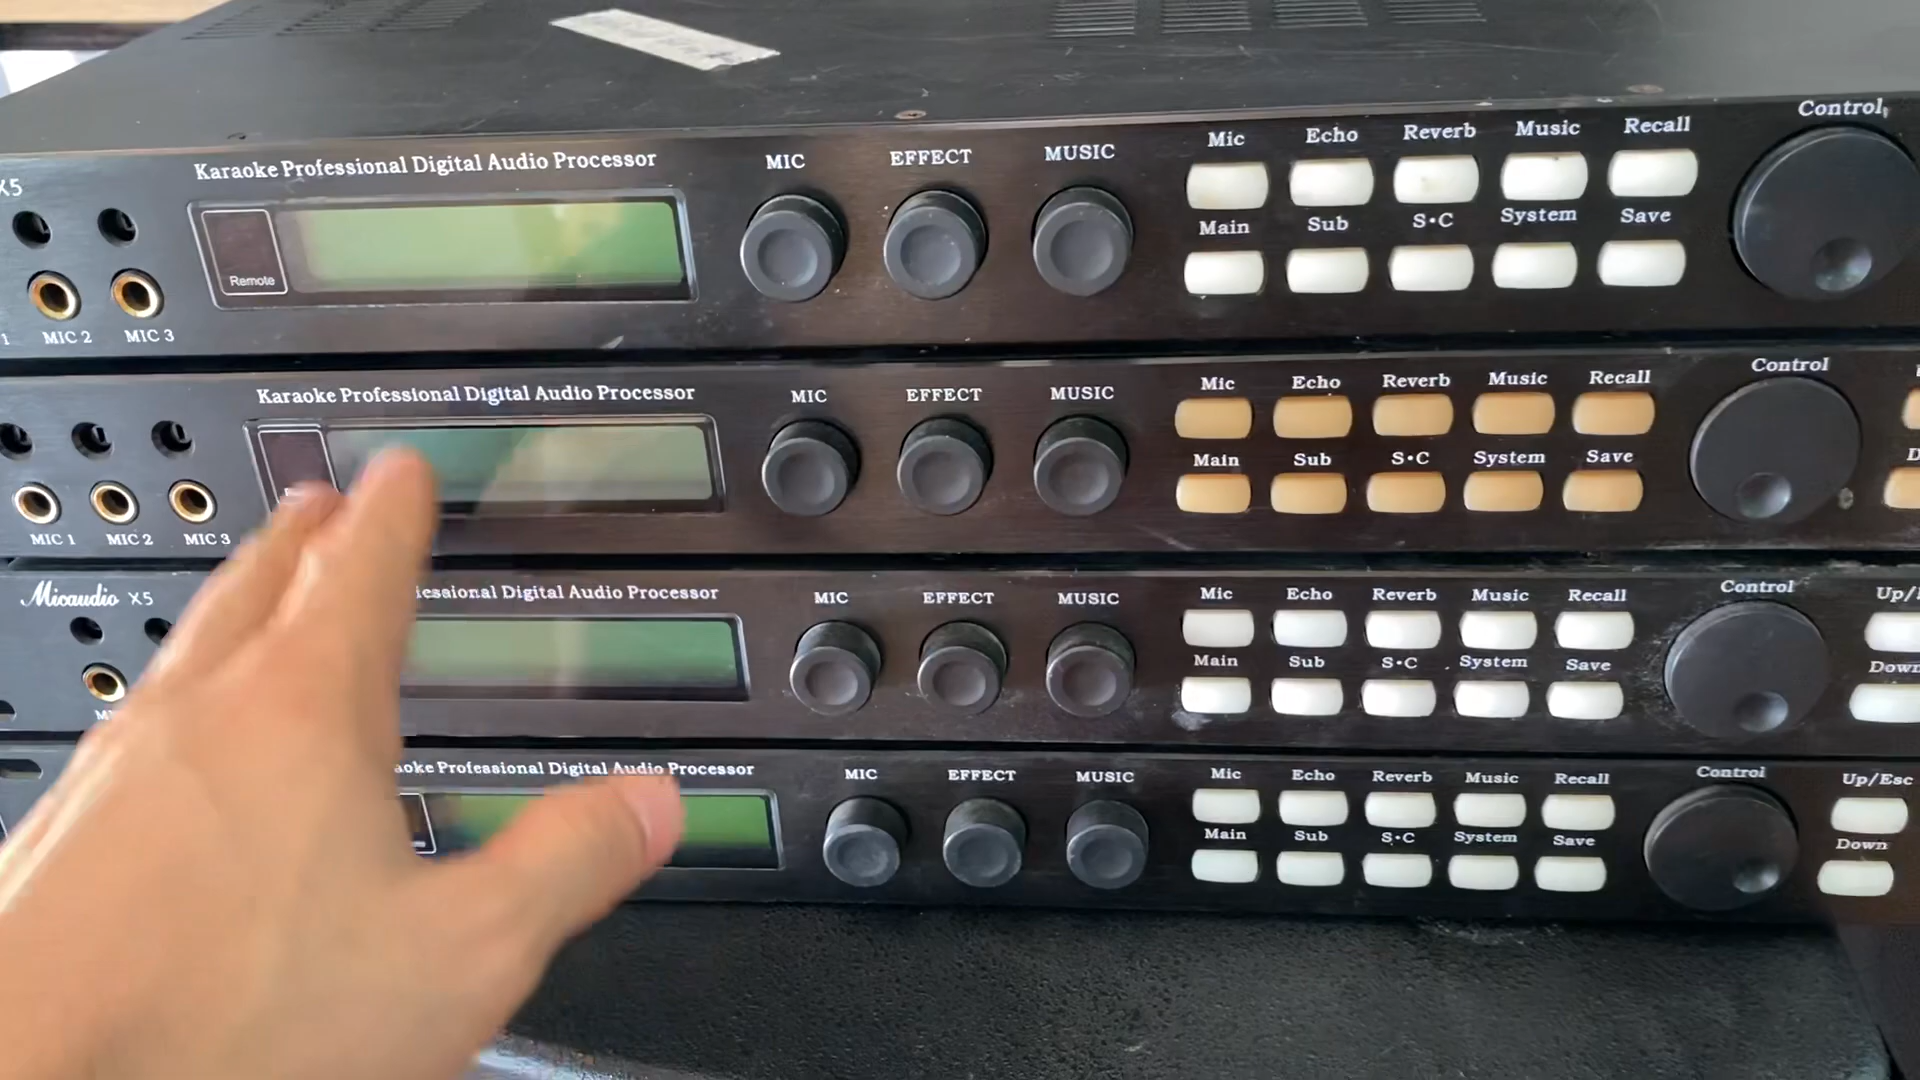 X5
Karaoke Professional Digital Audio Processor
MIC EFFECT MUSIC
Mic Echo Reverb Music Recall
Control
Main Sub S•C System Save
Remote
1 MIC 2 MIC 3
Karaoke Professional Digital Audio Processor
MIC EFFECT MUSIC
Mic Echo Reverb Music Recall
Control
Main Sub S•C System Save
MIC 1 MIC 2 MIC 3
Micaudio X5
Digital Audio Processor
MIC EFFECT MUSIC
Mic Echo Reverb Music Recall
Control
Main Sub S•C System Save
Down
Professional Digital Audio Processor
MIC EFFECT MUSIC
Mic Echo Reverb Music Recall
Control Up/Esc
Main Sub S•C System Save
Down